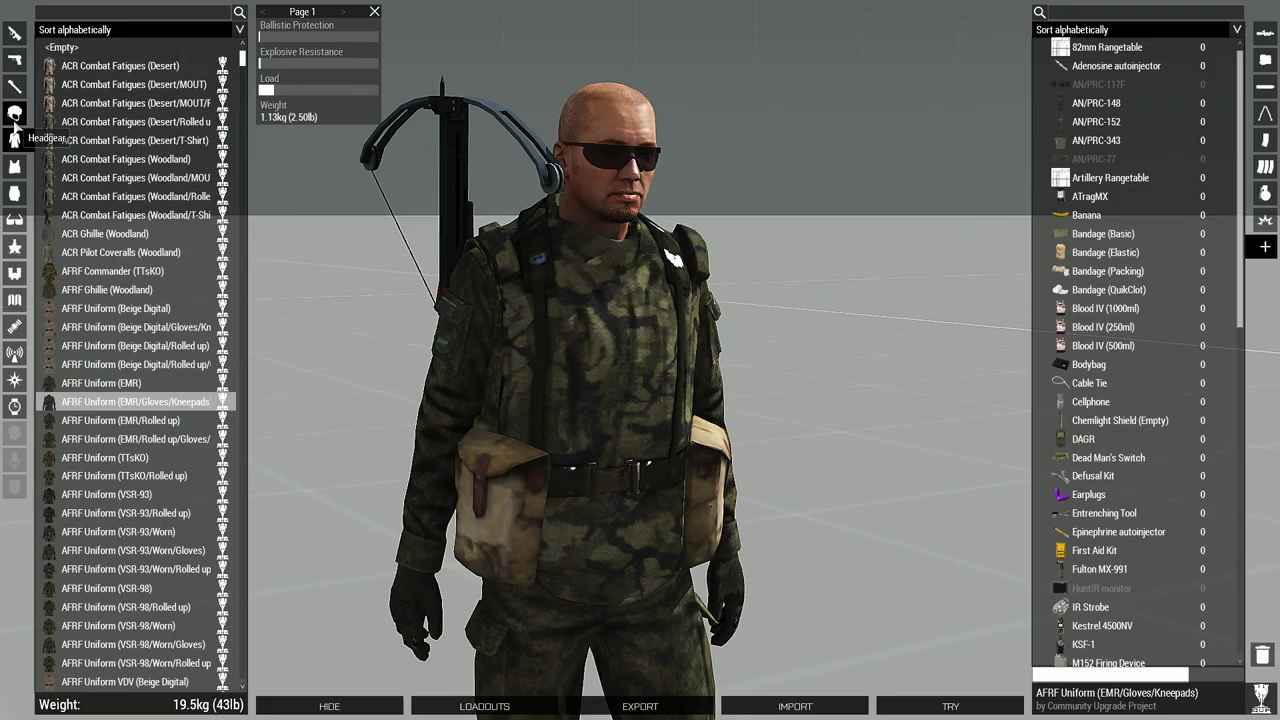 Sort alphabetically
<Empty>
ACR Combat Fatigues (Desert)
ACR Combat Fatigues (Desert/MOUT)
ACR Combat Fatigues (Desert/MOUT/F
ACR Combat Fatigues (Desert/Rolled u
Headgear
ACR Combat Fatigues (Desert/T-Shirt)
ACR Combat Fatigues (Woodland)
ACR Combat Fatigues (Woodland/MOU
ACR Combat Fatigues (Woodland/Rolle
ACR Combat Fatigues (Woodland/T-Shi
ACR Ghillie (Woodland)
ACR Pilot Coveralls (Woodland)
AFRF Commander (TTsKO)
AFRF Ghillie (Woodland)
AFRF Uniform (Beige Digital)
AFRF Uniform (Beige Digital/Gloves/Kn
AFRF Uniform (Beige Digital/Rolled up)
AFRF Uniform (Beige Digital/Rolled up/
AFRF Uniform (EMR)
AFRF Uniform (EMR/Gloves/Kneepads
AFRF Uniform (EMR/Rolled up)
AFRF Uniform (EMR/Rolled up/Gloves/
AFRF Uniform (TTsKO)
AFRF Uniform (TTsKO/Rolled up)
AFRF Uniform (VSR-93)
AFRF Uniform (VSR-93/Rolled up)
AFRF Uniform (VSR-93/Worn)
AFRF Uniform (VSR-93/Worn/Gloves)
AFRF Uniform (VSR-93/Worn/Rolled up
AFRF Uniform (VSR-98)
AFRF Uniform (VSR-98/Rolled up)
AFRF Uniform (VSR-98/Worn)
AFRF Uniform (VSR-98/Worn/Gloves)
AFRF Uniform (VSR-98/Worn/Rolled up
AFRF Uniform VDV (Beige Digital)
Weight: 19.5kg (43lb)
Page 1
Ballistic Protection
Explosive Resistance
Load
Weight
1.13kg (2.50lb)
HIDE
LOADOUTS
EXPORT
IMPORT
TRY
Sort alphabetically
82mm Rangetable 0
Adenosine autoinjector 0
AN/PRC-117F 0
AN/PRC-148 0
AN/PRC-152 0
AN/PRC-343 0
AN/PRC-77 0
Artillery Rangetable 0
ATragMX 0
Banana 0
Bandage (Basic) 0
Bandage (Elastic) 0
Bandage (Packing) 0
Bandage (QuikClot) 0
Blood IV (1000ml) 0
Blood IV (250ml) 0
Blood IV (500ml) 0
Bodybag 0
Cable Tie 0
Cellphone 0
Chemlight Shield (Empty) 0
DAGR 0
Dead Man's Switch 0
Defusal Kit 0
Earplugs 0
Entrenching Tool 0
Epinephrine autoinjector 0
First Aid Kit 0
Fulton MX-991 0
HuntIR monitor 0
IR Strobe 0
Kestrel 4500NV 0
KSF-1 0
M152 Firing Device 0
AFRF Uniform (EMR/Gloves/Kneepads)
by Community Upgrade Project